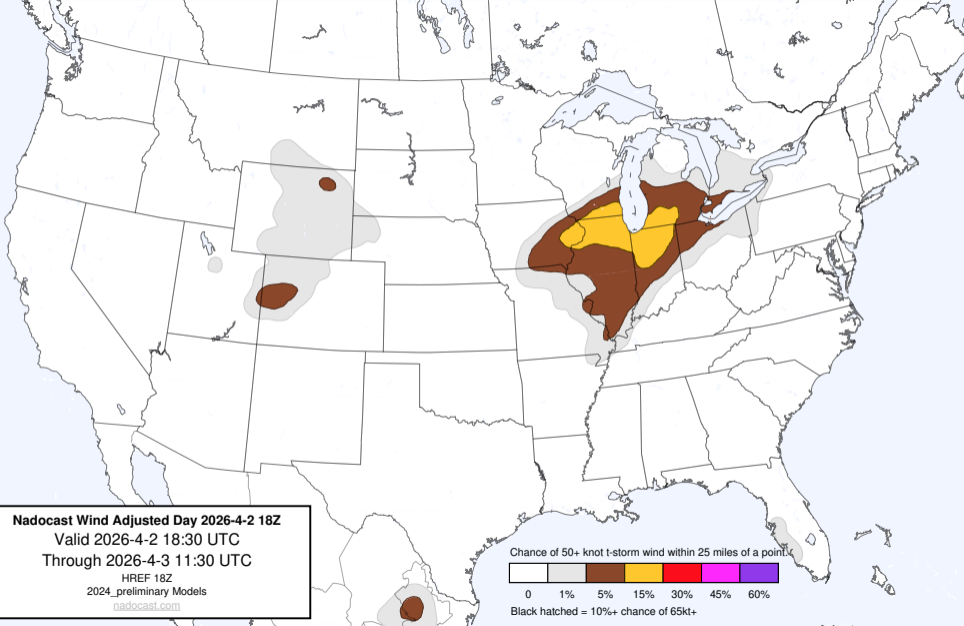 Nadocast Wind Adjusted Day 2026-4-2 18Z
Valid 2026-4-2 18:30 UTC
Through 2026-4-3 11:30 UTC
HREF 18Z
2024_preliminary Models
nadocast.com
Chance of 50+ knot t-storm wind within 25 miles of a point.
0 1% 5% 15% 30% 45% 60%
Black hatched = 10%+ chance of 65kt+